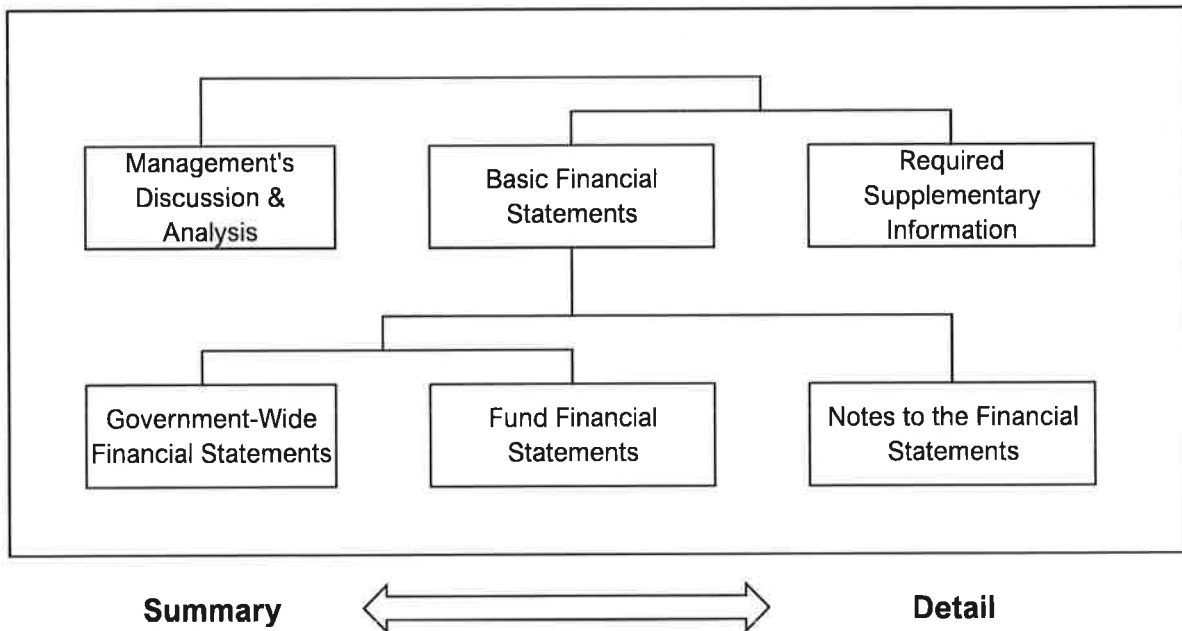 Management's
Discussion &
Analysis
Basic Financial
Statements
Required
Supplementary
Information
Government-Wide
Financial Statements
Fund Financial
Statements
Notes to the Financial
Statements
Summary
Detail